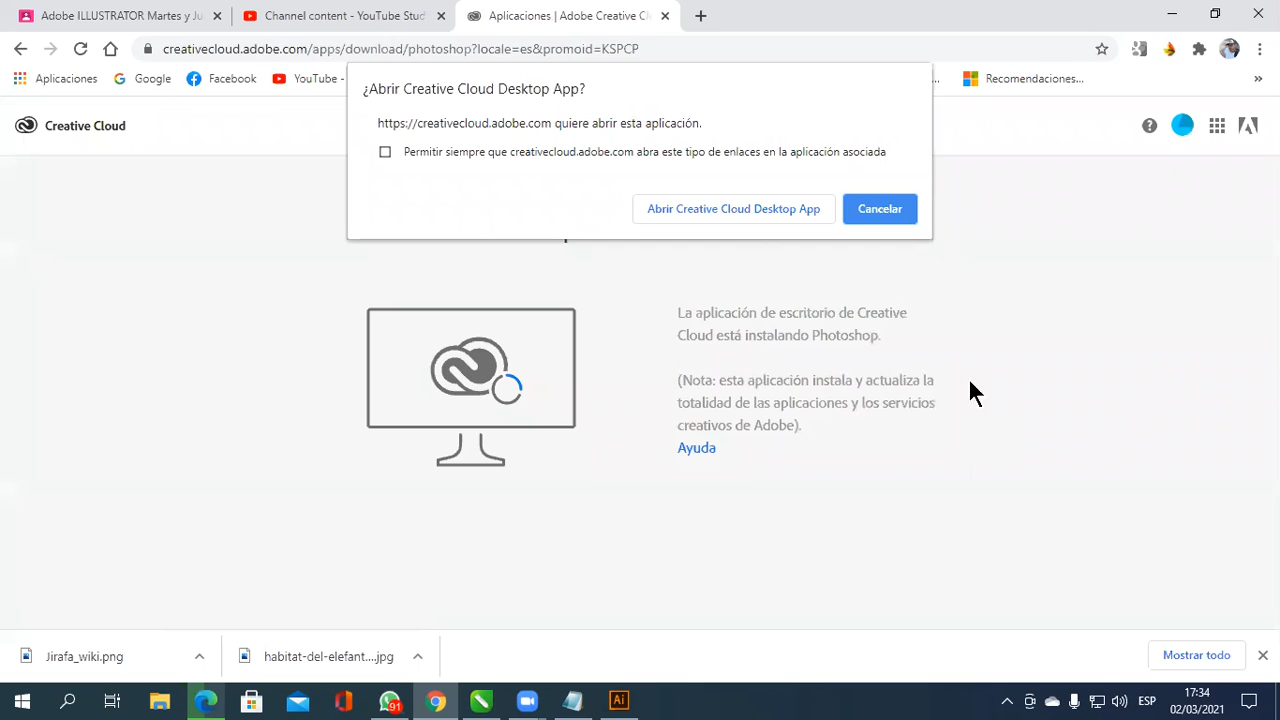 Adobe ILLUSTRATOR Martes y Ju
Channel content - YouTube Stud
Aplicaciones | Adobe Creative Cl
creativecloud.adobe.com/apps/download/photoshop?locale=es&promoid=KSPCP
Aplicaciones
Google
Facebook
YouTube -
Recomendaciones...
»
Creative Cloud
¿Abrir Creative Cloud Desktop App?
https://creativecloud.adobe.com quiere abrir esta aplicación.
Permitir siempre que creativecloud.adobe.com abra este tipo de enlaces en la aplicación asociada
Abrir Creative Cloud Desktop App
Cancelar
La aplicación de escritorio de Creative
Cloud está instalando Photoshop.
(Nota: esta aplicación instala y actualiza la
totalidad de las aplicaciones y los servicios
creativos de Adobe).
Ayuda
Jirafa_wiki.png
habitat-del-elefant....jpg
Mostrar todo
91
Ai
ESP
17:34
02/03/2021